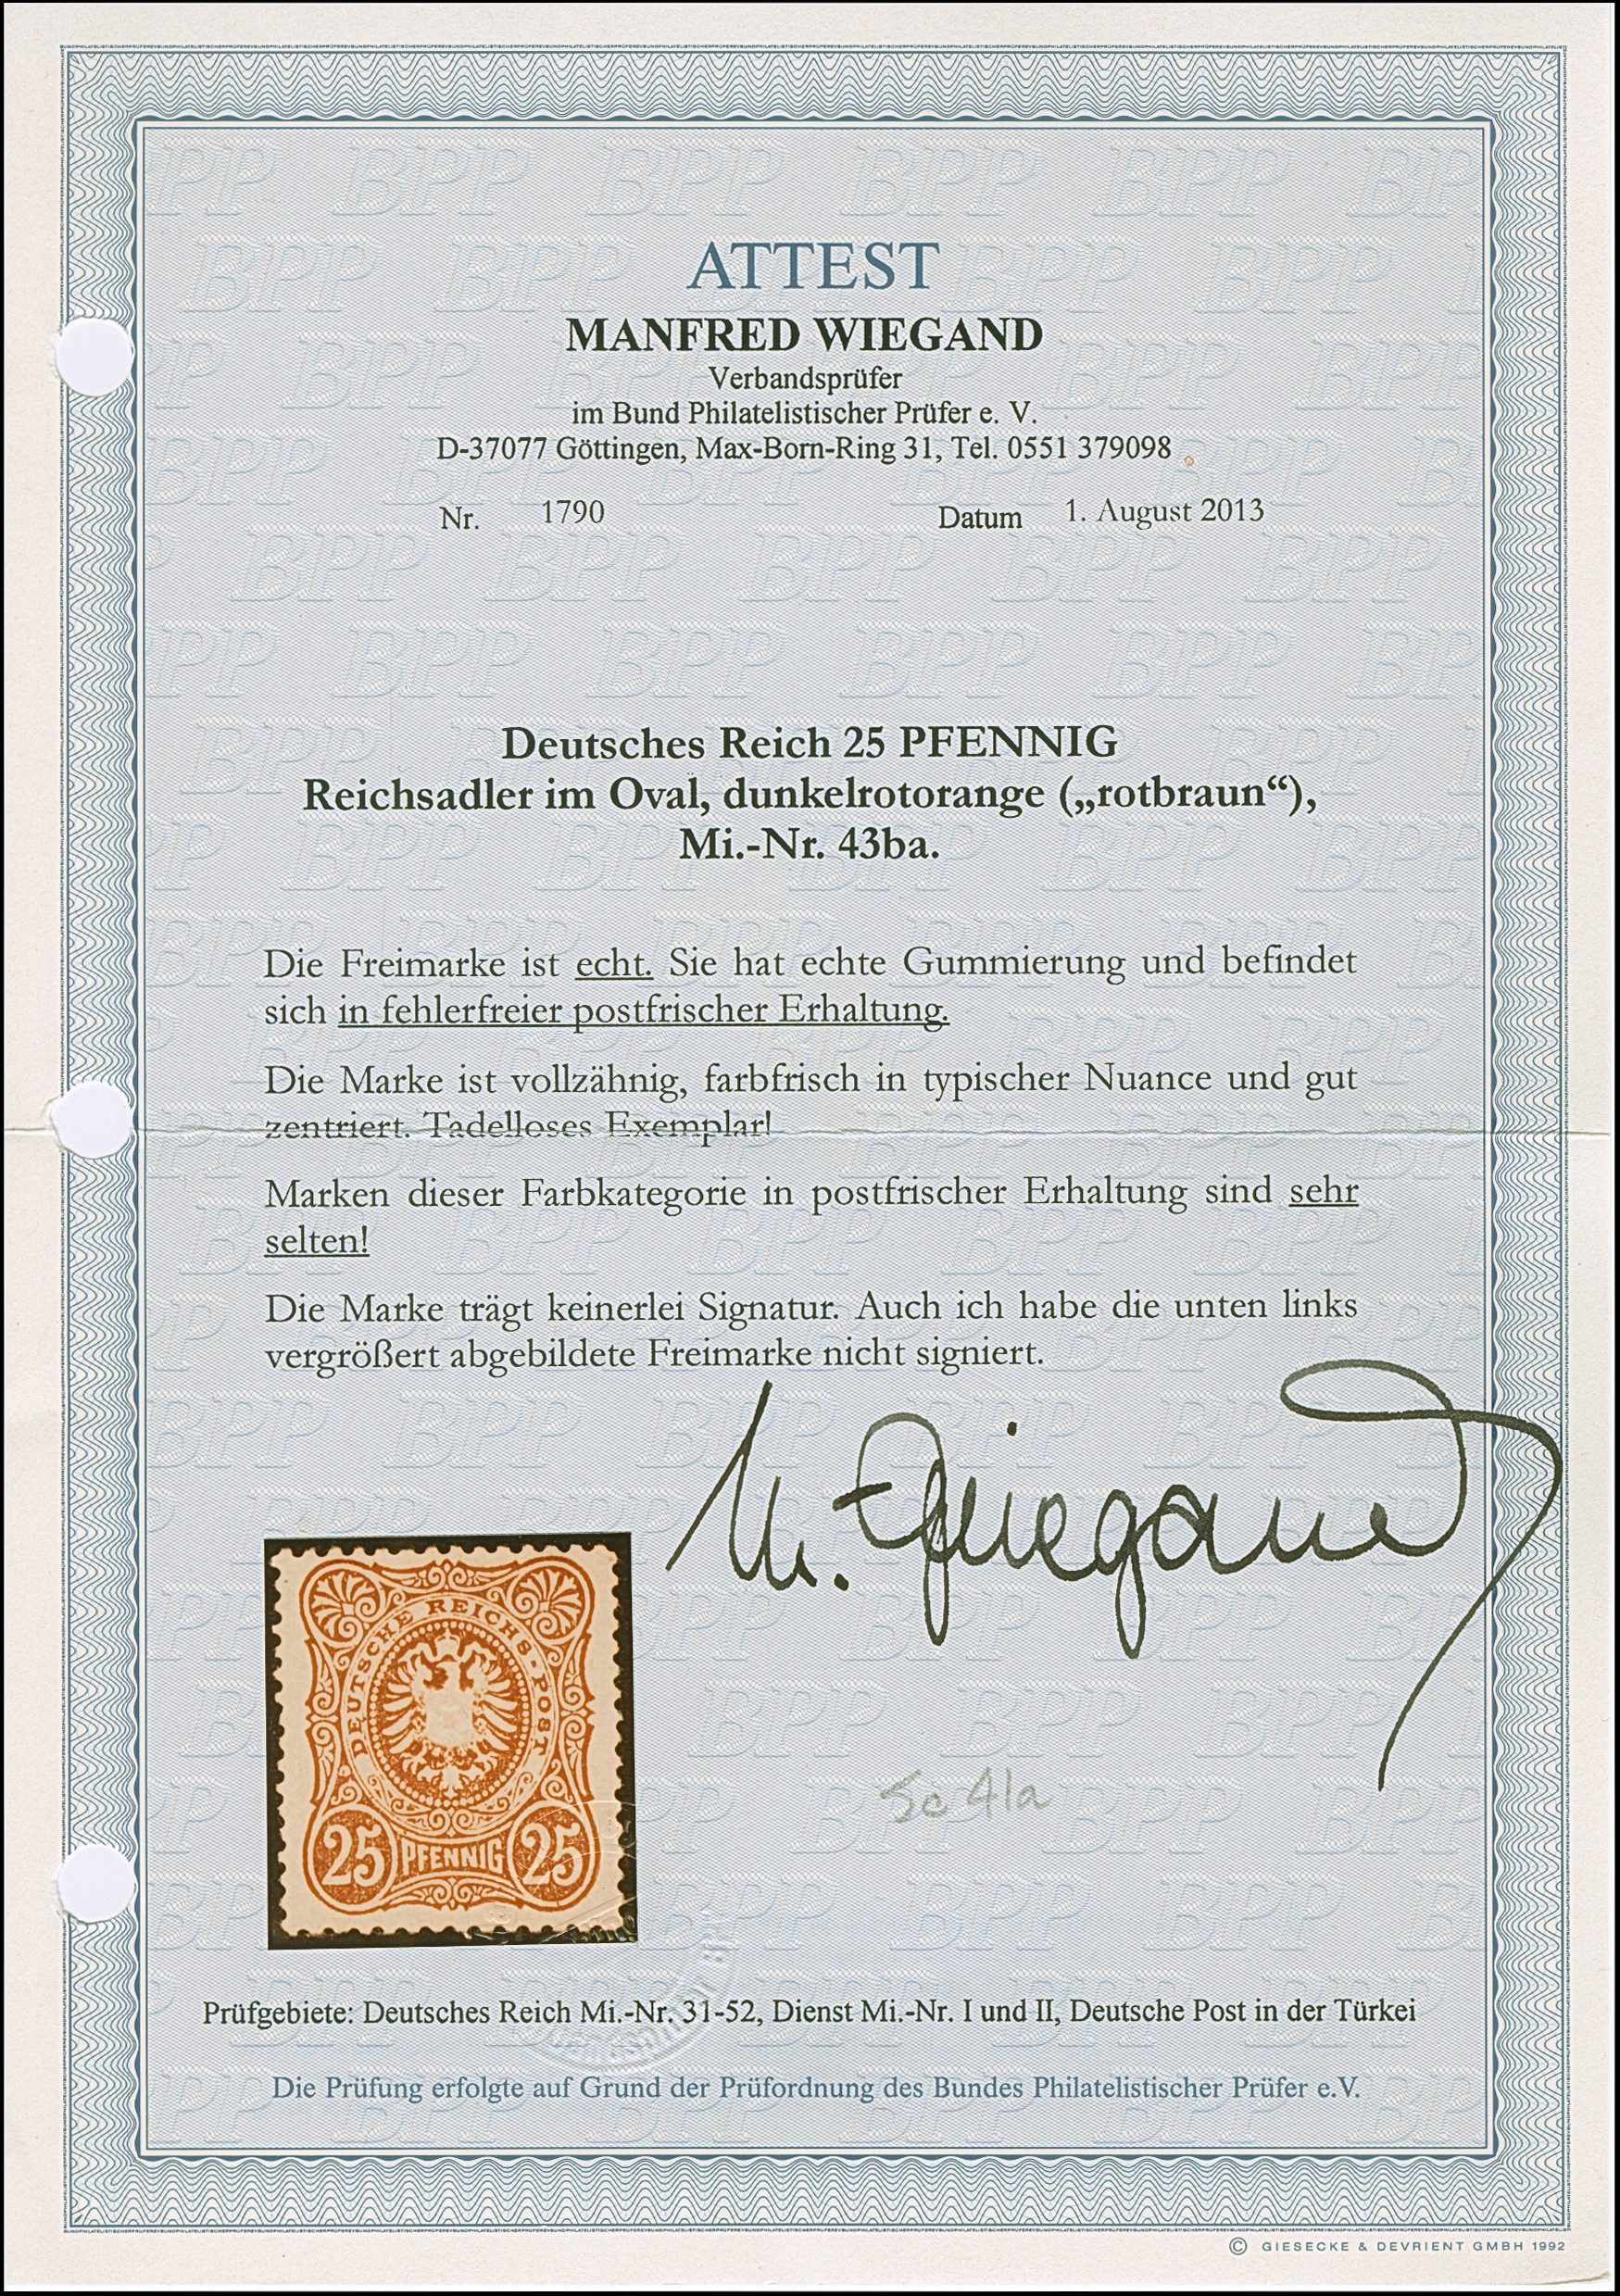 ATTEST
MANFRED WIEGAND
Verbandsprüfer
im Bund Philatelistischer Prüfer e. V.
D-37077 Göttingen, Max-Born-Ring 31, Tel. 0551 379098
Nr. 1790 Datum 1. August 2013
Deutsches Reich 25 PFENNIG
Reichsadler im Oval, dunkelrotorange („rotbraun“),
Mi.-Nr. 43ba.
Die Freimarke ist echt. Sie hat echte Gummierung und befindet
sich in fehlerfreier postfrischer Erhaltung.
Die Marke ist vollzähnig, farbfrisch in typischer Nuance und gut
zentriert. Tadelloses Exemplar!
Marken dieser Farbkategorie in postfrischer Erhaltung sind sehr
selten!
Die Marke trägt keinerlei Signatur. Auch ich habe die unten links
vergrößert abgebildete Freimarke nicht signiert.
M. Wiegand
DEUTSCHE REICHS-POST
25 PFENNIG 25
Sc 41a
Prüfgebiete: Deutsches Reich Mi.-Nr. 31-52, Dienst Mi.-Nr. I und II, Deutsche Post in der Türkei
Die Prüfung erfolgte auf Grund der Prüfordnung des Bundes Philatelistischer Prüfer e.V.
© GIESECKE & DEVRIENT GMBH 1992